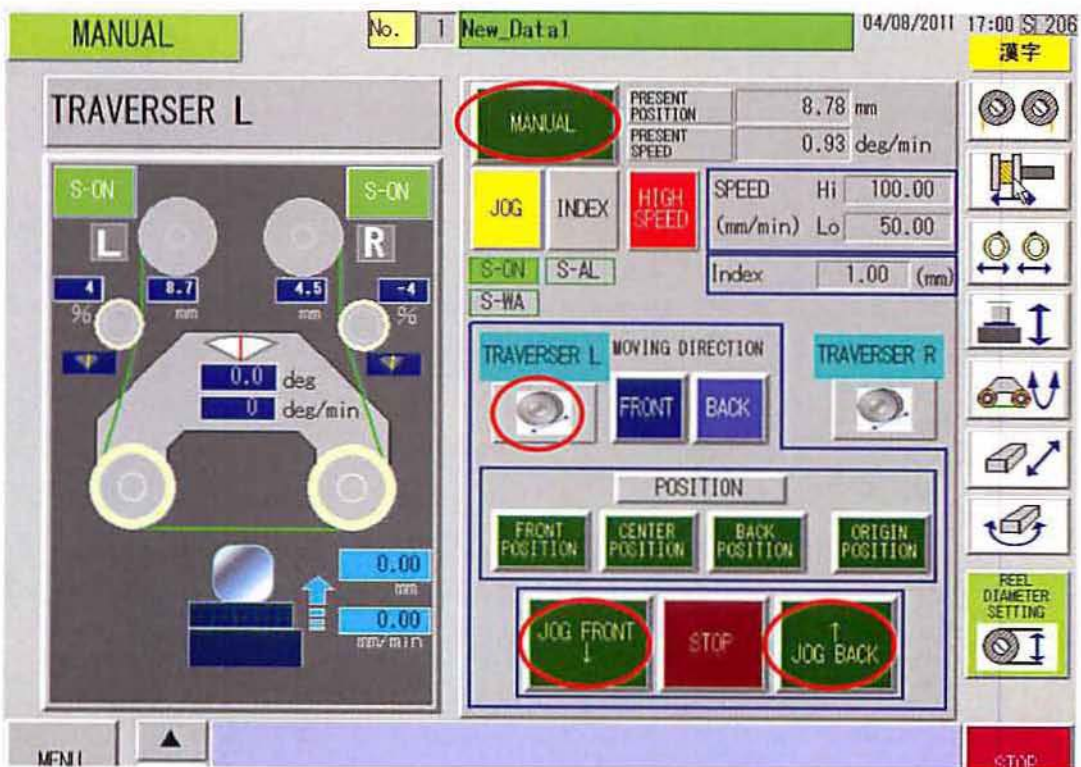 MANUAL
No. 1 New_Data1
04/08/2011 17:00 SI 206
漢字
TRAVERSER L
MANUAL
PRESENT POSITION 8.78 mm
PRESENT SPEED 0.93 deg/min
S-ON
S-ON
L
R
4
%
8.7
mm
4.5
mm
-4
%
0.0 deg
0 deg/min
0.00
mm
0.00
mm/min
JOG
INDEX
HIGH SPEED
SPEED Hi 100.00
(mm/min) Lo 50.00
S-ON
S-AL
Index 1.00 (mm)
S-WA
TRAVERSER L
MOVING DIRECTION
TRAVERSER R
FRONT
BACK
POSITION
FRONT POSITION
CENTER POSITION
BACK POSITION
ORIGIN POSITION
JOG FRONT ↓
STOP
↑ JOG BACK
REEL DIAMETER SETTING
MENU
▲
STOP